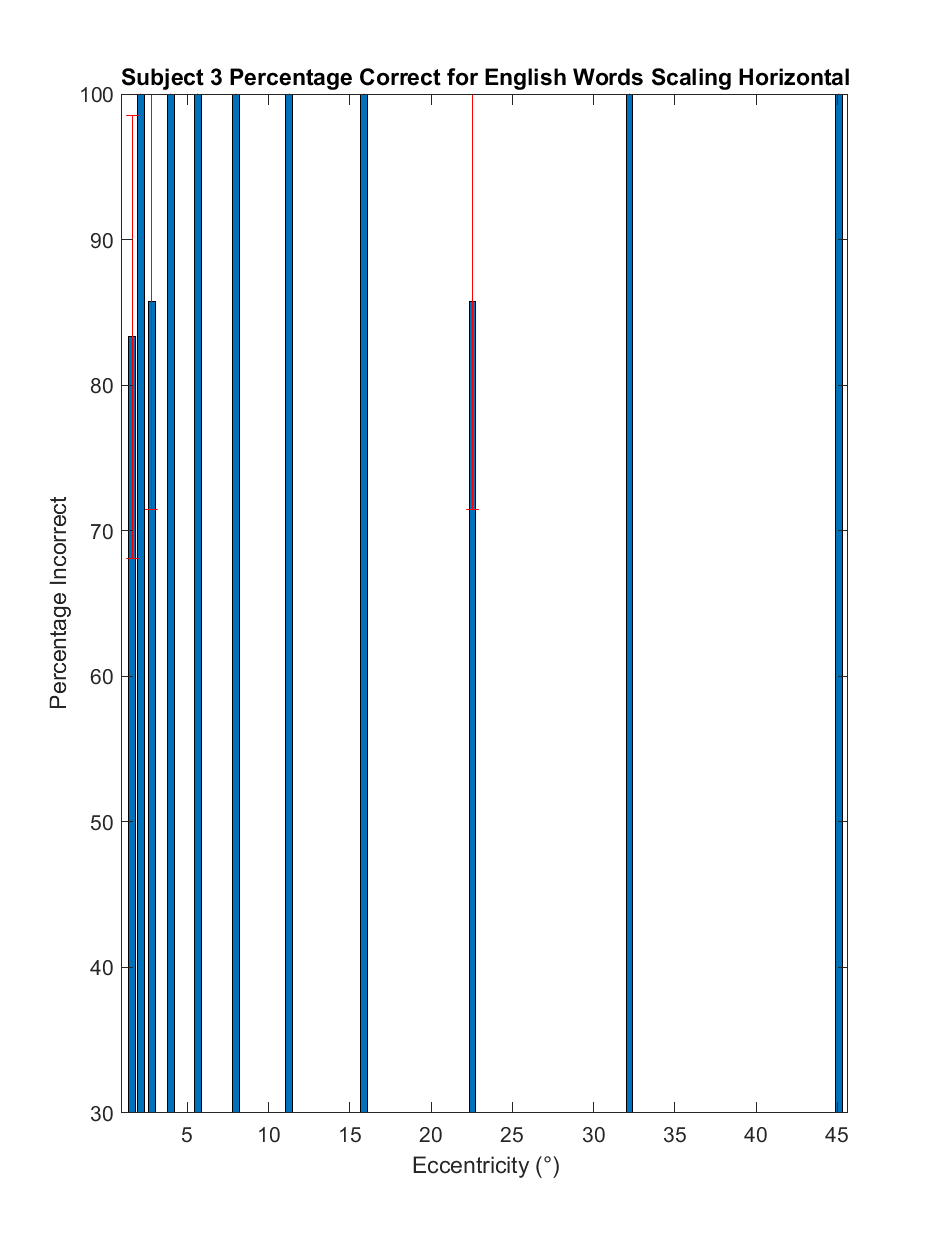 Subject 3 Percentage Correct for English Words Scaling Horizontal
100
90
80
70
60
50
40
30
Percentage Incorrect
5 10 15 20 25 30 35 40 45
Eccentricity (°)